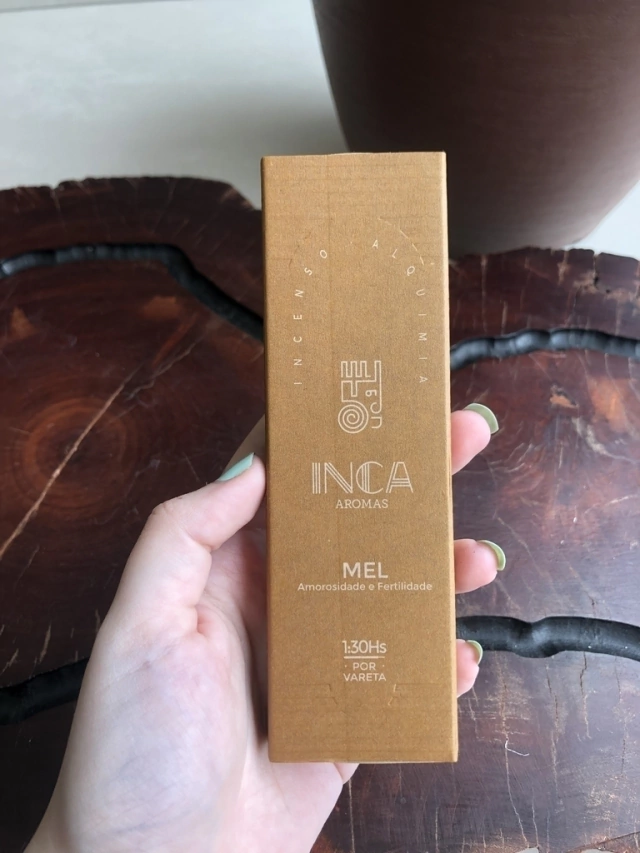 INCENSO ALQUIMIA
INCA
AROMAS
MEL
Amorosidade e Fertilidade
1:30Hs
· POR ·
VARETA